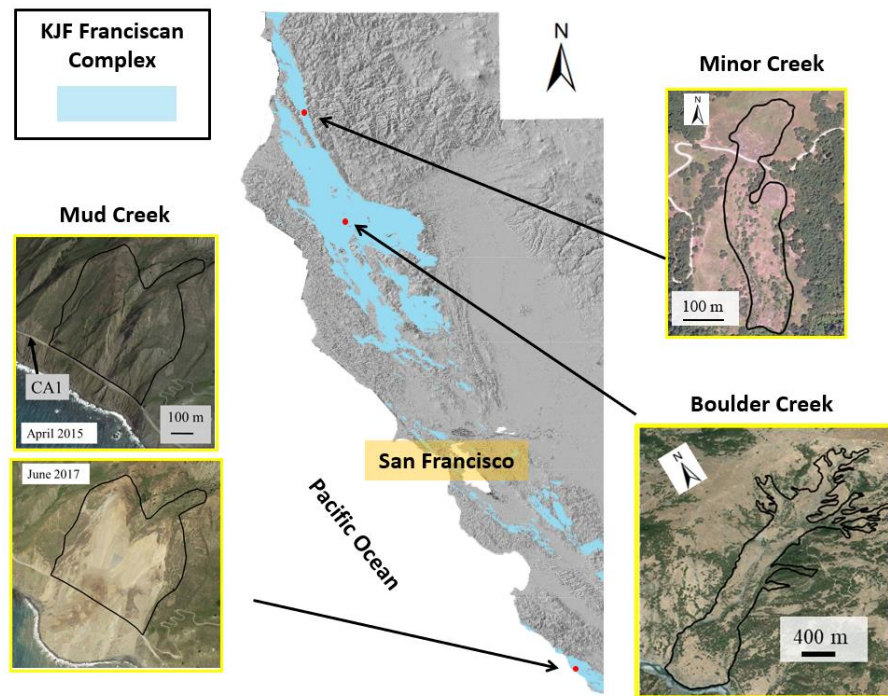 KJF Franciscan
Complex
N
Minor Creek
N
100 m
Mud Creek
CA1
100 m
April 2015
June 2017
San Francisco
Pacific Ocean
Boulder Creek
N
400 m